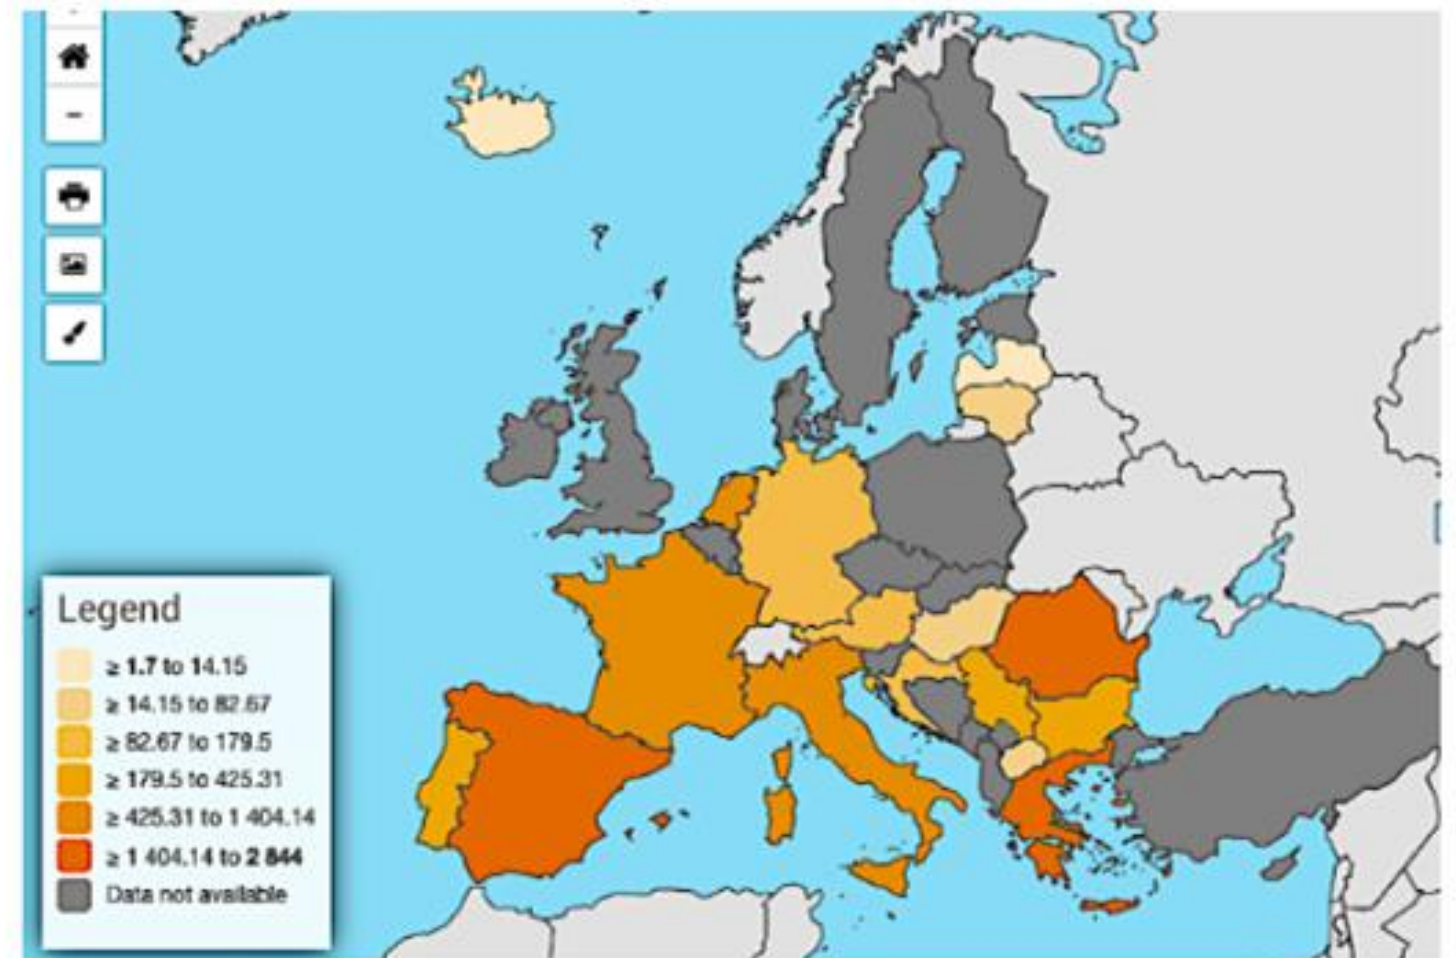 Legend
≥ 1.7 to 14.15
≥ 14.15 to 82.67
≥ 82.67 to 179.5
≥ 179.5 to 425.31
≥ 425.31 to 1 404.14
≥ 1 404.14 to 2 844
Data not available